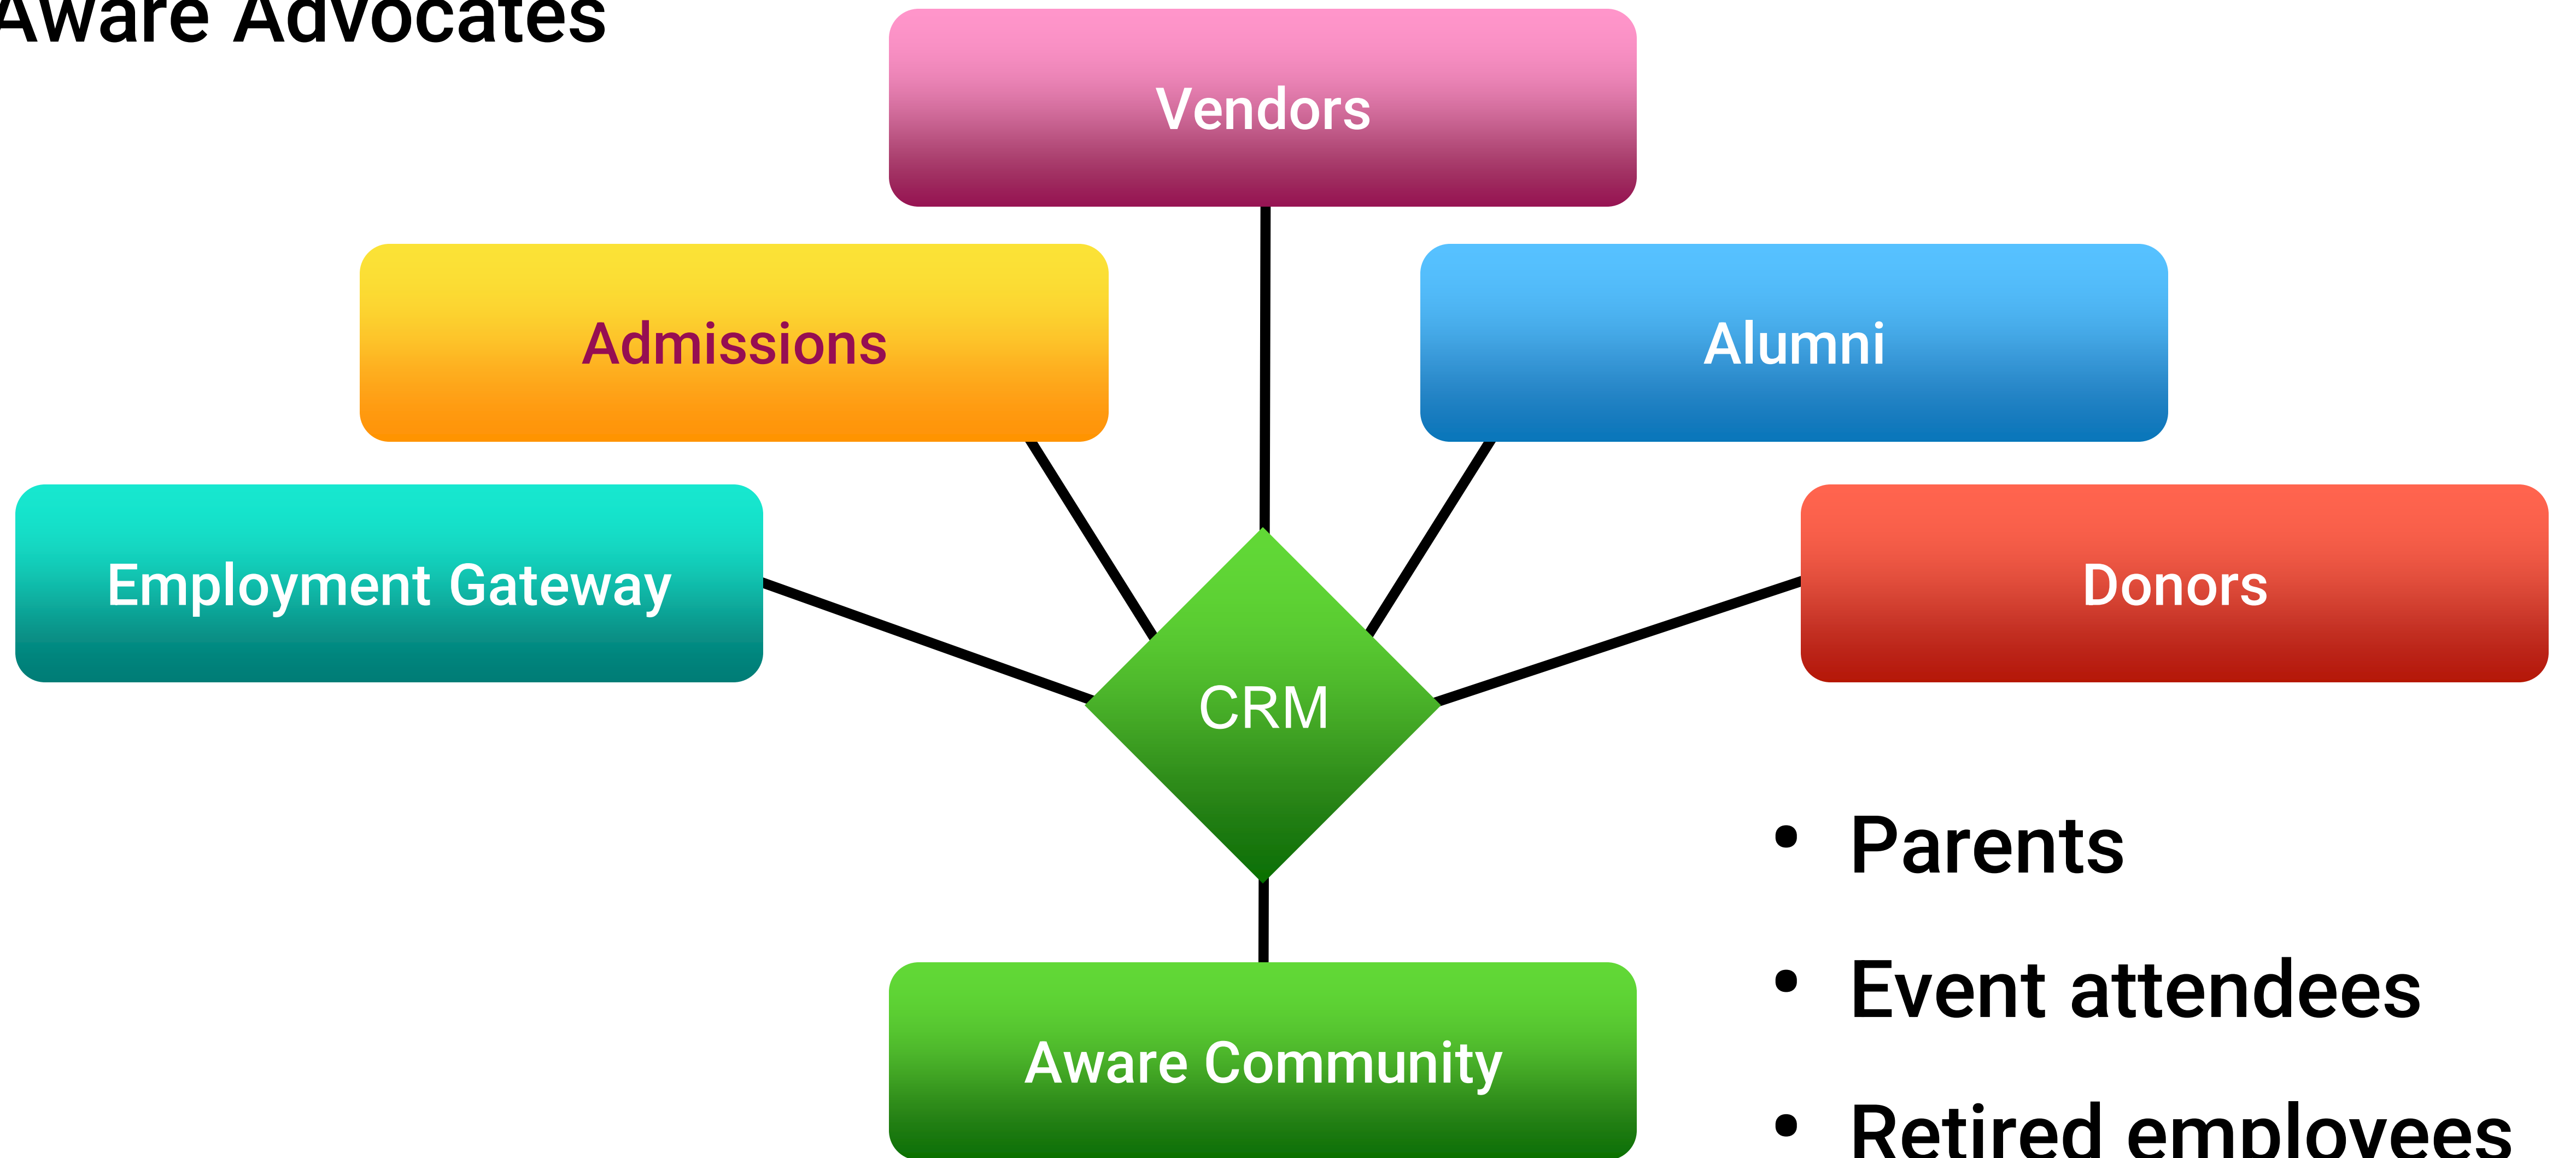 Aware Advocates
Vendors
Admissions
Alumni
Employment Gateway
Donors
CRM
• Parents
• Event attendees
Aware Community
• Retired employees